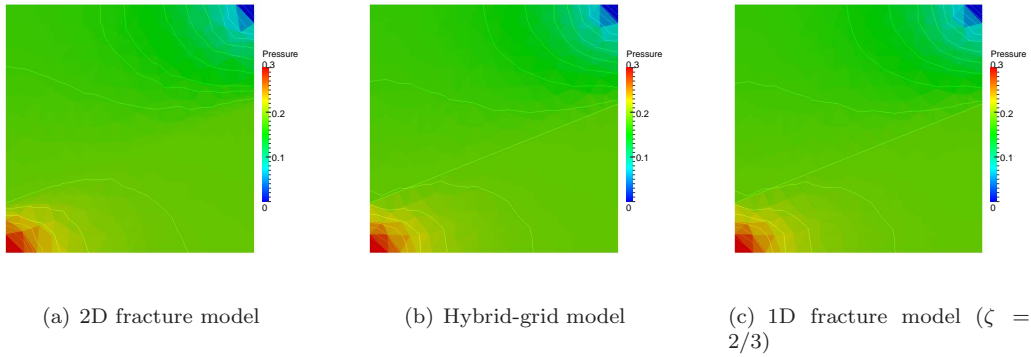 Pressure
0.3
0.2
0.1
0
Pressure
0.3
0.2
0.1
0
Pressure
0.3
0.2
0.1
0
(a) 2D fracture model
(b) Hybrid-grid model
(c) 1D fracture model (ζ =
2/3)